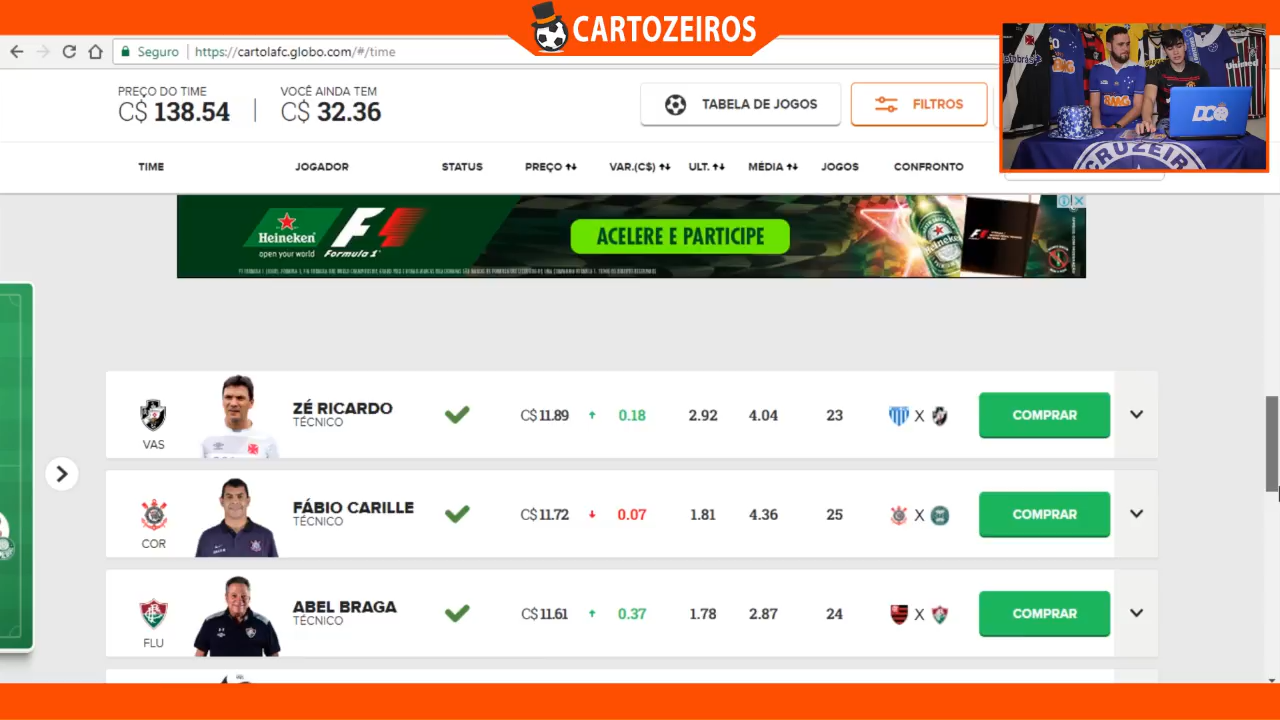 CARTOZEIROS
Seguro https://cartolafc.globo.com/#/time
PREÇO DO TIME VOCÊ AINDA TEM
C$ 138.54 C$ 32.36
TABELA DE JOGOS FILTROS
TIME JOGADOR STATUS PREÇO VAR.(C$) ULT. MÉDIA JOGOS CONFRONTO
Heineken
open your world
F1
Formula 1
ACELERE E PARTICIPE
Unimed
BMG
CRUZEIR
VAS ZÉ RICARDO
TÉCNICO
C$ 11.89 0.18 2.92 4.04 23 X COMPRAR
COR FÁBIO CARILLE
TÉCNICO
C$ 11.72 0.07 1.81 4.36 25 X COMPRAR
FLU ABEL BRAGA
TÉCNICO
C$ 11.61 0.37 1.78 2.87 24 X COMPRAR